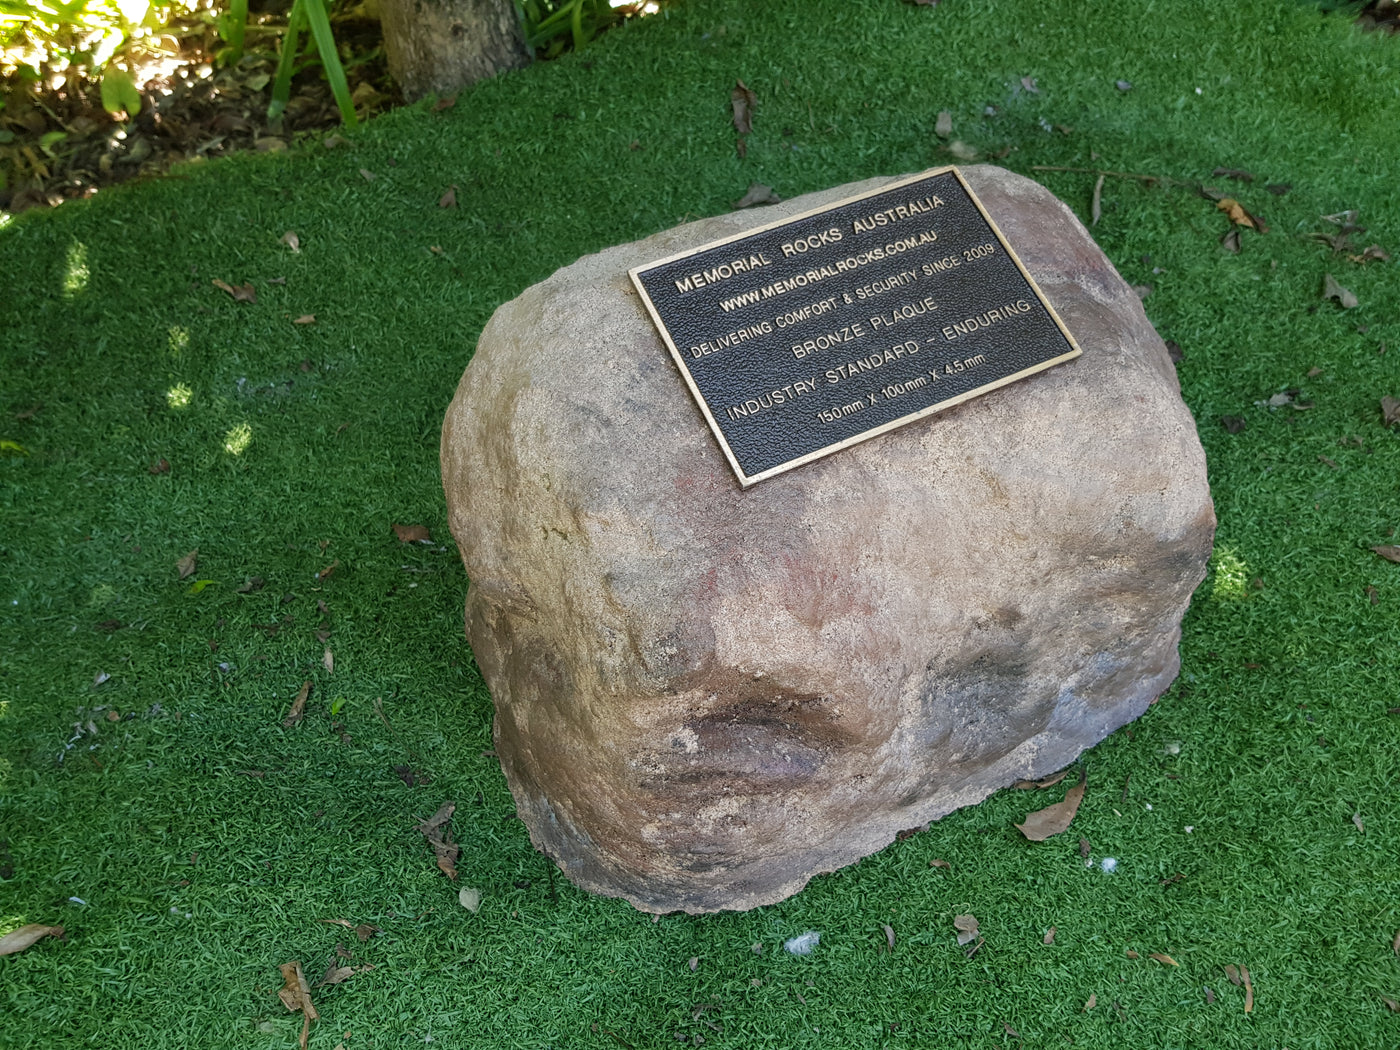 MEMORIAL ROCKS AUSTRALIA
WWW.MEMORIALROCKS.COM.AU
DELIVERING COMFORT & SECURITY SINCE 2009
BRONZE PLAQUE
INDUSTRY STANDARD - ENDURING
150mm X 100mm X 4.5mm